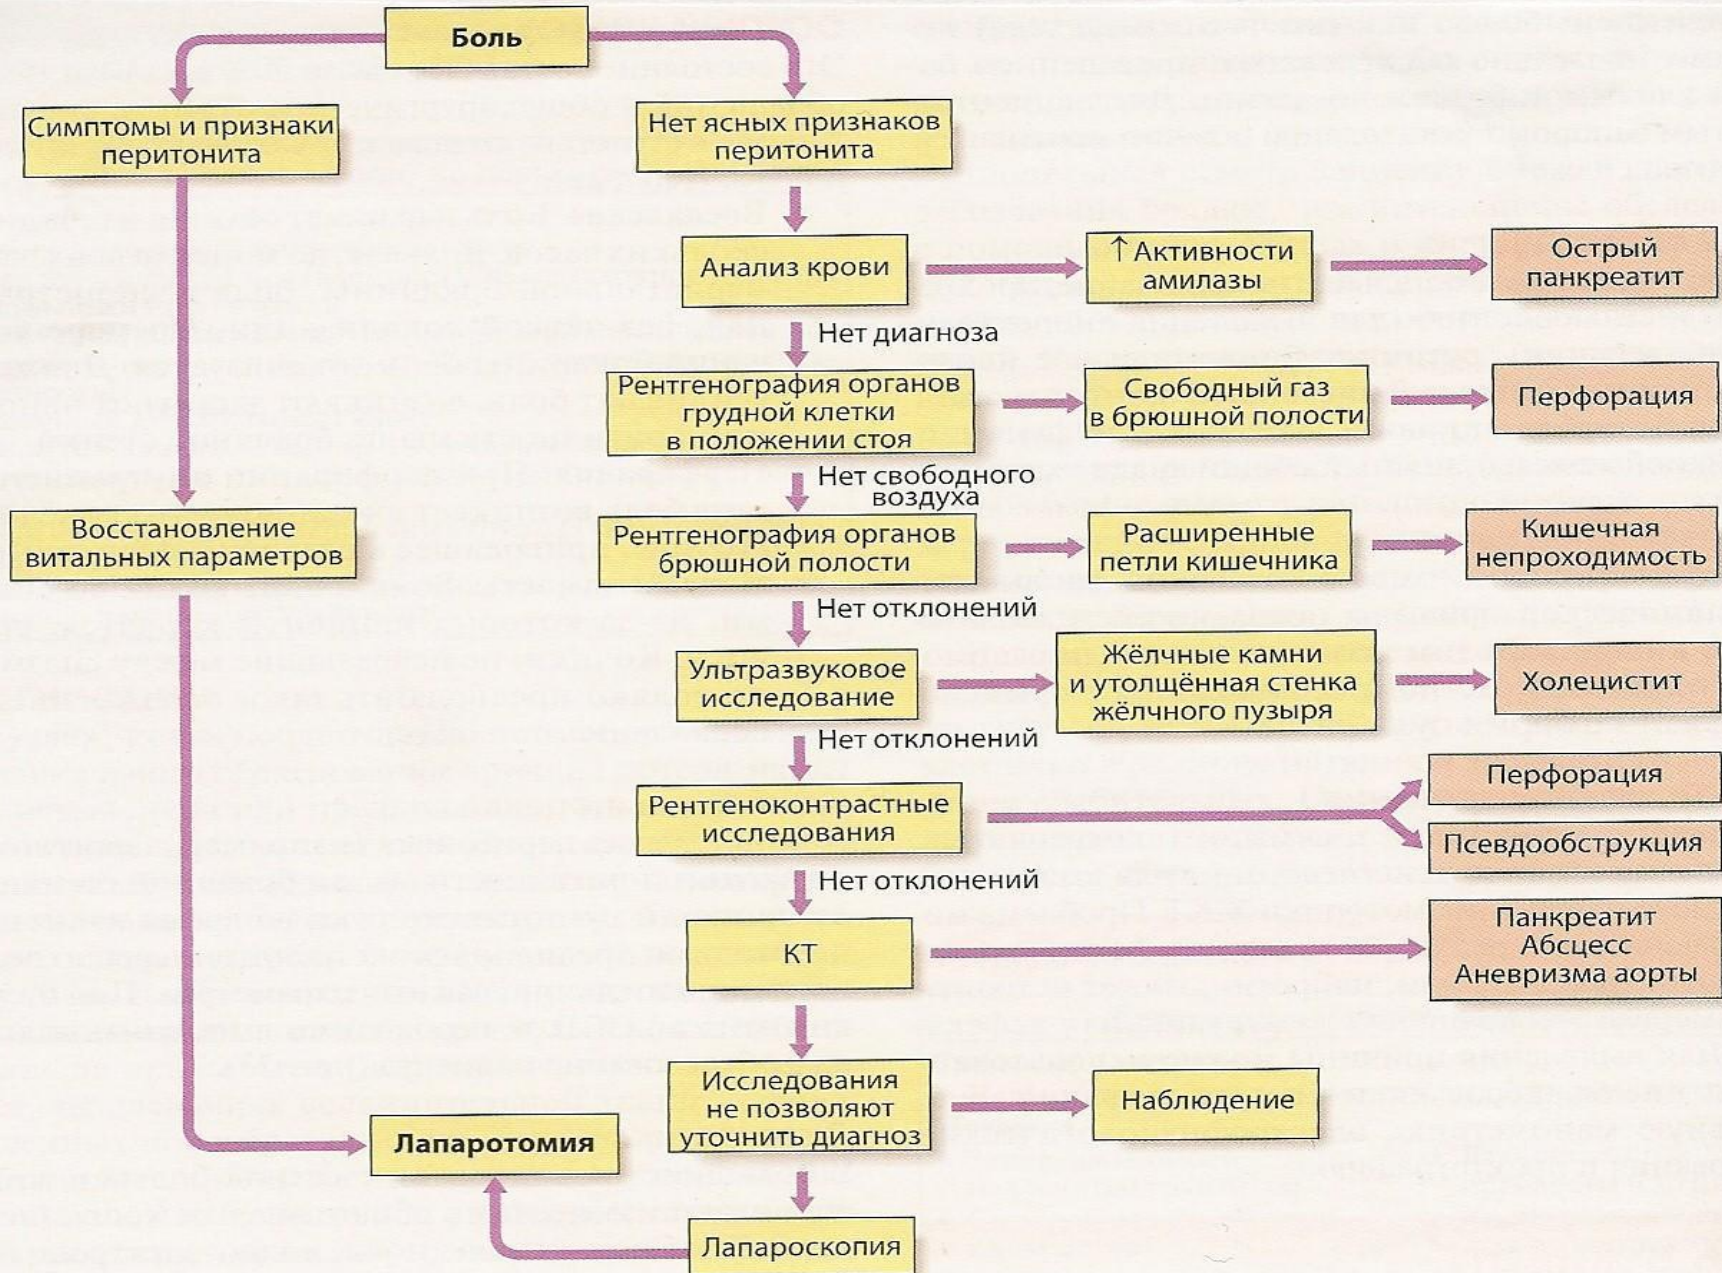 Боль
Симптомы и признаки
перитонита
Нет ясных признаков
перитонита
Анализ крови
↑ Активности
амилазы
Острый
панкреатит
Нет диагноза
Рентгенография органов
грудной клетки
в положении стоя
Свободный газ
в брюшной полости
Перфорация
Нет свободного
воздуха
Восстановление
витальных параметров
Рентгенография органов
брюшной полости
Расширенные
петли кишечника
Кишечная
непроходимость
Нет отклонений
Ультразвуковое
исследование
Жёлчные камни
и утолщённая стенка
жёлчного пузыря
Холецистит
Нет отклонений
Рентгеноконтрастные
исследования
Перфорация
Псевдообструкция
Нет отклонений
КТ
Панкреатит
Абсцесс
Аневризма аорты
Исследования
не позволяют
уточнить диагноз
Наблюдение
Лапаротомия
Лапароскопия